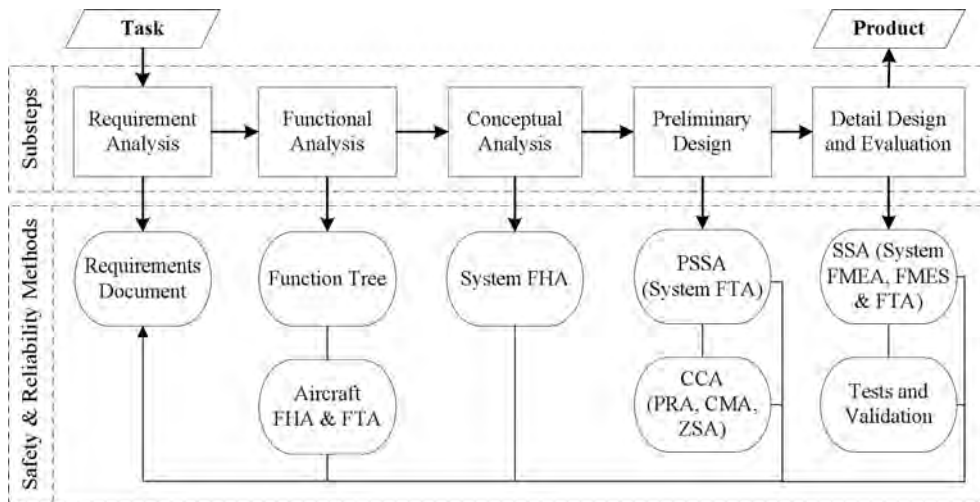 Task
Product
Substeps
Requirement
Analysis
Functional
Analysis
Conceptual
Analysis
Preliminary
Design
Detail Design
and Evaluation
Safety & Reliability Methods
Requirements
Document
Function Tree
System FHA
PSSA
(System FTA)
SSA (System
FMEA, FMES
& FTA)
Aircraft
FHA & FTA
CCA
(PRA, CMA,
ZSA)
Tests and
Validation